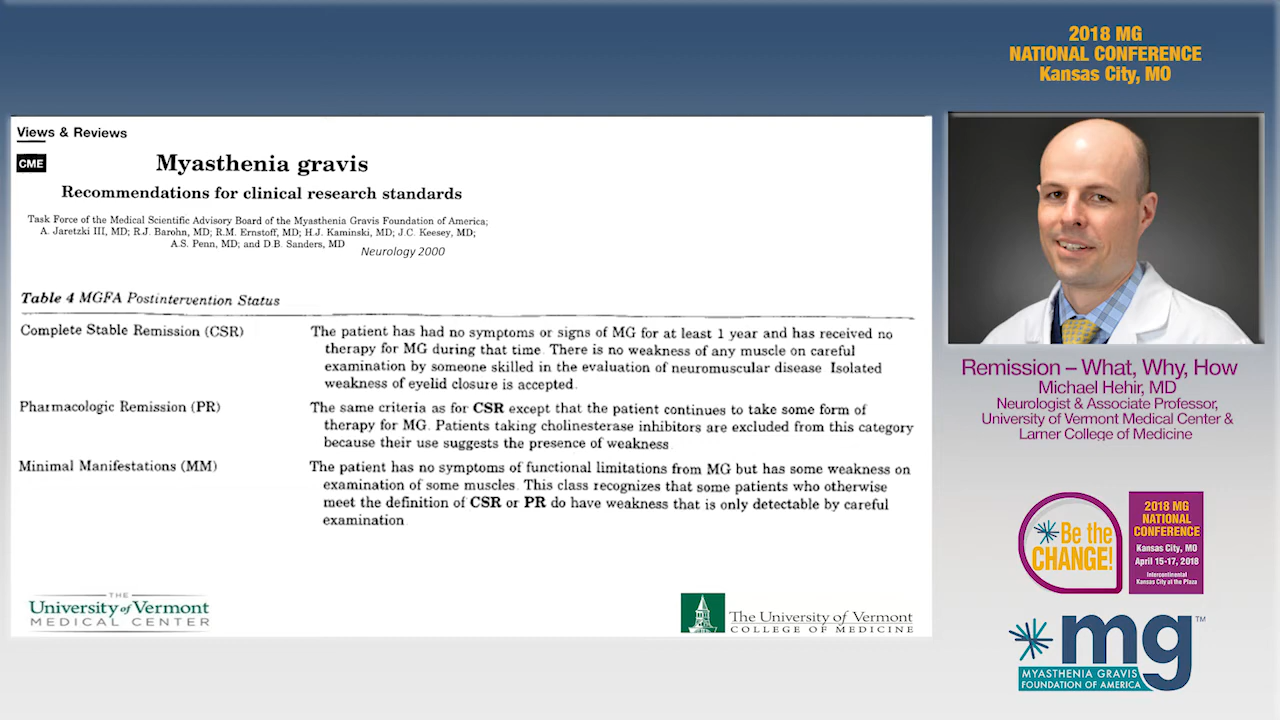 2018 MG
NATIONAL CONFERENCE
Kansas City, MO
Views & Reviews
CME
Myasthenia gravis
Recommendations for clinical research standards
Task Force of the Medical Scientific Advisory Board of the Myasthenia Gravis Foundation of America;
A. Jaretzki III, MD; R.J. Barohn, MD; R.M. Ernstoff, MD; H.J. Kaminski, MD; J.C. Keesey, MD;
A.S. Penn, MD; and D.B. Sanders, MD
Neurology 2000
Table 4 MGFA Postintervention Status
Complete Stable Remission (CSR)
The patient has had no symptoms or signs of MG for at least 1 year and has received no
therapy for MG during that time. There is no weakness of any muscle on careful
examination by someone skilled in the evaluation of neuromuscular disease. Isolated
weakness of eyelid closure is accepted.
Pharmacologic Remission (PR)
The same criteria as for CSR except that the patient continues to take some form of
therapy for MG. Patients taking cholinesterase inhibitors are excluded from this category
because their use suggests the presence of weakness.
Minimal Manifestations (MM)
The patient has no symptoms of functional limitations from MG but has some weakness on
examination of some muscles. This class recognizes that some patients who otherwise
meet the definition of CSR or PR do have weakness that is only detectable by careful
examination.
THE
University of Vermont
MEDICAL CENTER
The University of Vermont
COLLEGE OF MEDICINE
Remission – What, Why, How
Michael Hehir, MD
Neurologist & Associate Professor,
University of Vermont Medical Center &
Larner College of Medicine
Be the
CHANGE!
2018 MG
NATIONAL
CONFERENCE
Kansas City, MO
April 15-17, 2018
Intercontinental
Kansas City at the Plaza
mg™
MYASTHENIA GRAVIS
FOUNDATION OF AMERICA